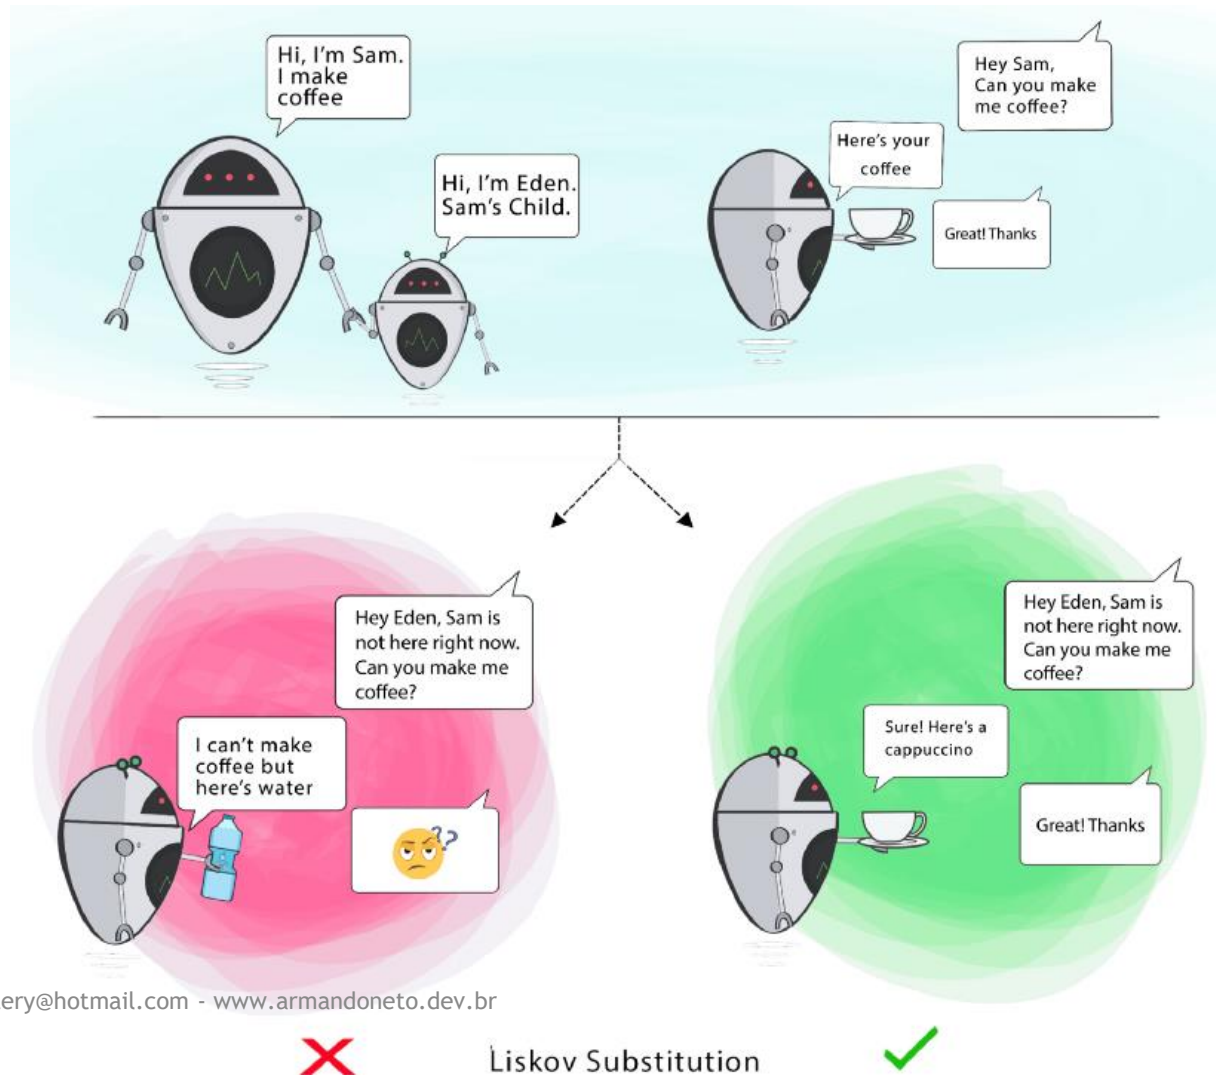 Hi, I'm Sam.
I make
coffee
Hi, I'm Eden.
Sam's Child.
Hey Sam,
Can you make
me coffee?
Here's your
coffee
Great! Thanks
Hey Eden, Sam is
not here right now.
Can you make me
coffee?
I can't make
coffee but
here's water
??
Hey Eden, Sam is
not here right now.
Can you make me
coffee?
Sure! Here's a
cappuccino
Great! Thanks
ery@hotmail.com - www.armandoneto.dev.br
Liskov Substitution